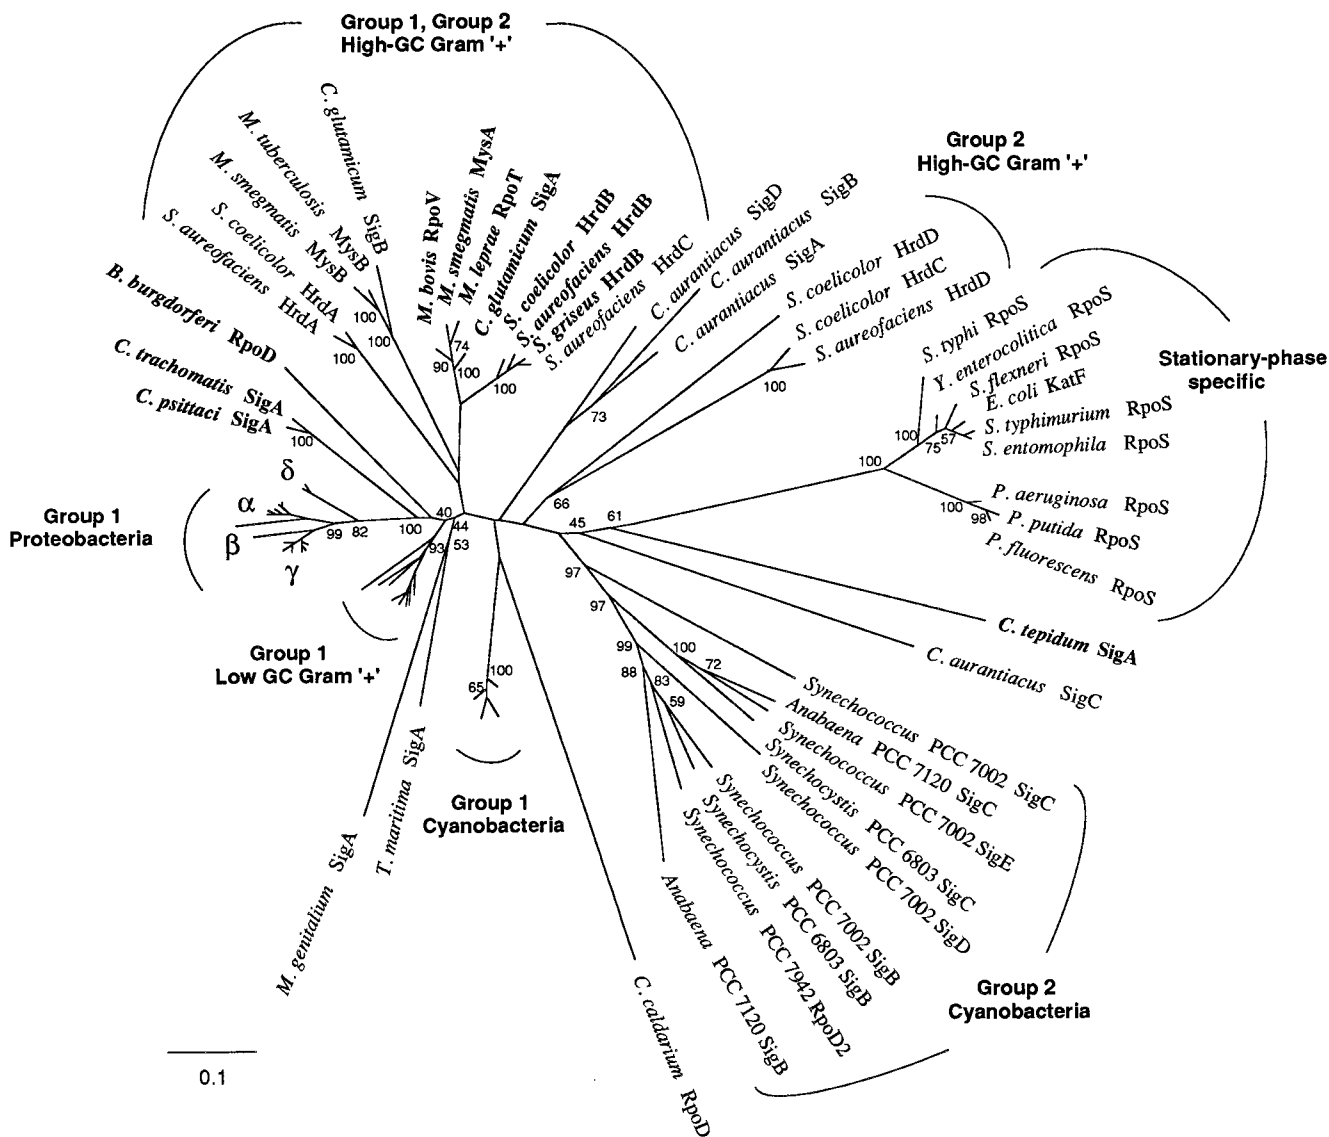 Group 1, Group 2
High-GC Gram '+'
Group 2
High-GC Gram '+'
Stationary-phase
specific
Group 1
Proteobacteria
Group 1
Low GC Gram '+'
Group 1
Cyanobacteria
Group 2
Cyanobacteria
C. psittaci SigA
C. trachomatis SigA
B. burgdorferi RpoD
S. aureofaciens HrdA
S. coelicolor HrdA
M. smegmatis MysB
M. tuberculosis MysB
C. glutamicum SigB
M. bovis RpoV
M. smegmatis MysA
M. leprae RpoT
C. glutamicum SigA
S. coelicolor HrdB
S. aureofaciens HrdB
S. griseus HrdB
S. aureofaciens HrdC
C. aurantiacus SigD
C. aurantiacus SigB
C. aurantiacus SigA
S. coelicolor HrdD
S. coelicolor HrdC
S. aureofaciens HrdD
S. typhi RpoS
Y. enterocolitica RpoS
S. flexneri RpoS
E. coli KatF
S. typhimurium RpoS
S. entomophila RpoS
P. aeruginosa RpoS
P. putida RpoS
P. fluorescens RpoS
C. tepidum SigA
C. aurantiacus SigC
Synechococcus PCC 7002 SigC
Anabaena PCC 7120 SigC
Synechococcus PCC 7002 SigE
Synechocystis PCC 6803 SigC
Synechococcus PCC 7002 SigD
Synechococcus PCC 7002 SigB
Synechocystis PCC 6803 SigB
Synechococcus PCC 7942 RpoD2
Anabaena PCC 7120 SigB
C. caldarium RpoD
T. maritima SigA
M. genitalium SigA
δ
α
β
γ
100
100
100
100
74
90
100
100
73
100
66
100
100
75
57
100
98
45
61
40
44
53
93
100
82
99
97
97
99
88
83
59
100
72
100
65
0.1